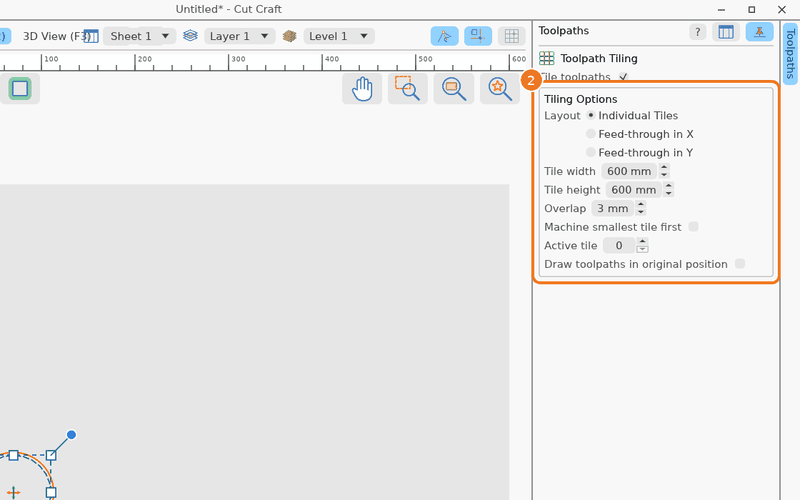 Untitled* - Cut Craft
3D View (F3) Sheet 1 Layer 1 Level 1
100 200 300 400 500 600
Toolpaths
?
Toolpaths
Toolpath Tiling
Tile toolpaths
2
Tiling Options
Layout Individual Tiles
Feed-through in X
Feed-through in Y
Tile width 600 mm
Tile height 600 mm
Overlap 3 mm
Machine smallest tile first
Active tile 0
Draw toolpaths in original position